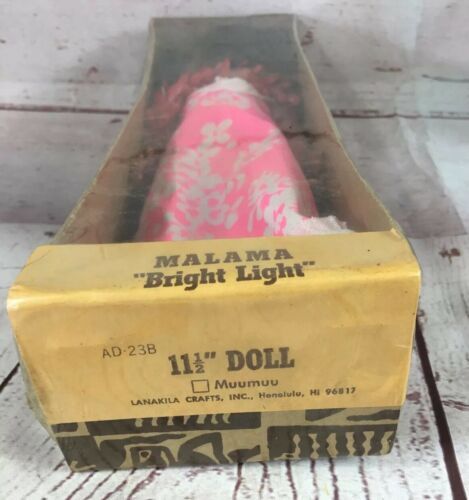 MALAMA
"Bright Light"
AD-23B
11½" DOLL
☐ Muumuu
LANAKILA CRAFTS, INC., Honolulu, Hi 96817